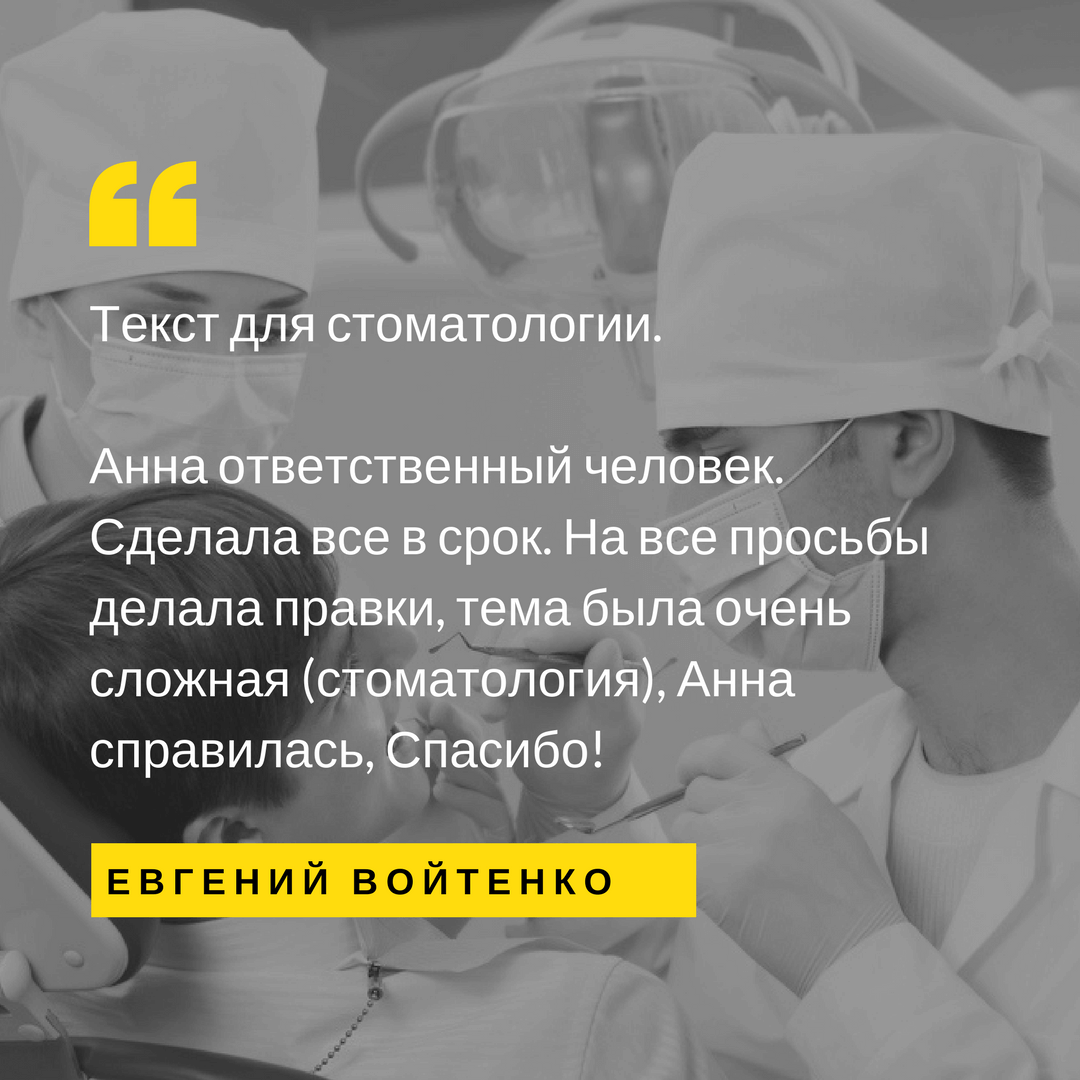 “
Текст для стоматологии.
Анна ответственный человек.
Сделала все в срок. На все просьбы
делала правки, тема была очень
сложная (стоматология), Анна
справилась, Спасибо!
ЕВГЕНИЙ ВОЙТЕНКО